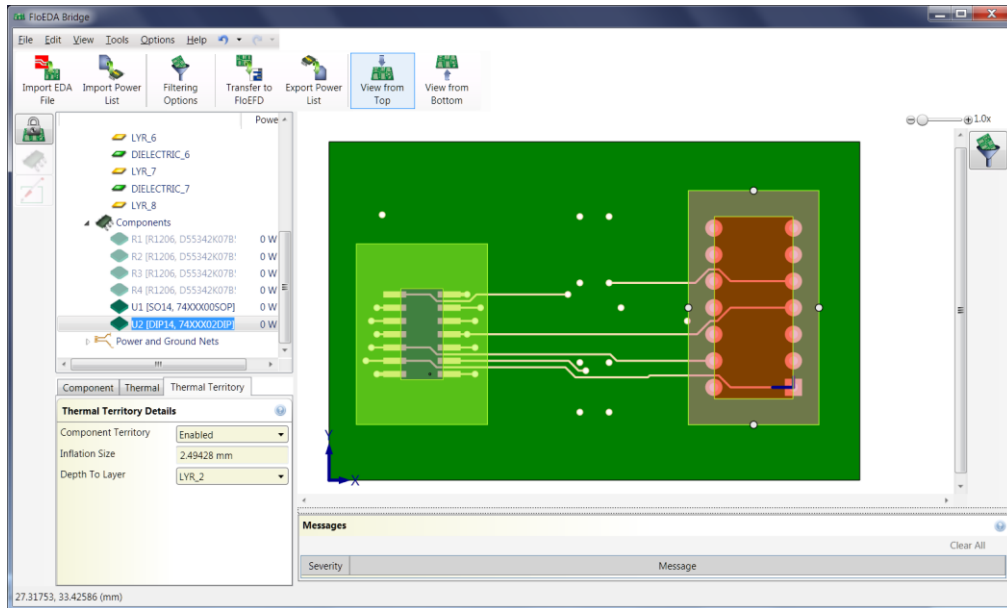 FloEDA Bridge
File Edit View Tools Options Help
Import EDA File
Import Power List
Filtering Options
Transfer to FloEFD
Export Power List
View from Top
View from Bottom
Powe
1.0x
LYR_6
DIELECTRIC_6
LYR_7
DIELECTRIC_7
LYR_8
Components
R1 [R1206, D55342K07B! 0 W
R2 [R1206, D55342K07B! 0 W
R3 [R1206, D55342K07B! 0 W
R4 [R1206, D55342K07B! 0 W
U1 [SO14, 74XXX00SOP] 0 W
U2 [DIP14, 74XXX02DIP] 0 W
Power and Ground Nets
Component Thermal Thermal Territory
Thermal Territory Details
Component Territory Enabled
Inflation Size 2.49428 mm
Depth To Layer LYR_2
Y
X
Messages
Clear All
Severity Message
27.31753, 33.42586 (mm)